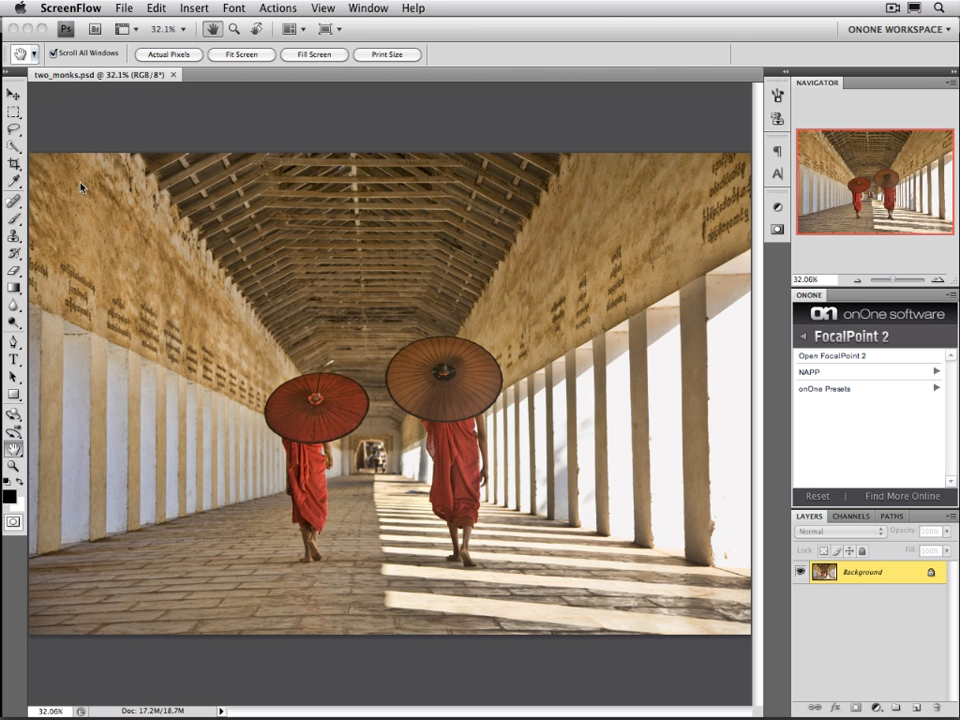 ScreenFlow File Edit Insert Font Actions View Window Help
Ps Br 32.1% ONONE WORKSPACE
Scroll All Windows Actual Pixels Fit Screen Fill Screen Print Size
two_monks.psd @ 32.1% (RGB/8*) ×
NAVIGATOR
32.06%
ONONE
on onOne software
FocalPoint 2
Open FocalPoint 2
NAPP
onOne Presets
Reset | Find More Online
LAYERS CHANNELS PATHS
Normal Opacity: 100%
Lock: Fill: 100%
Background
32.06% Doc: 17.2M/18.7M